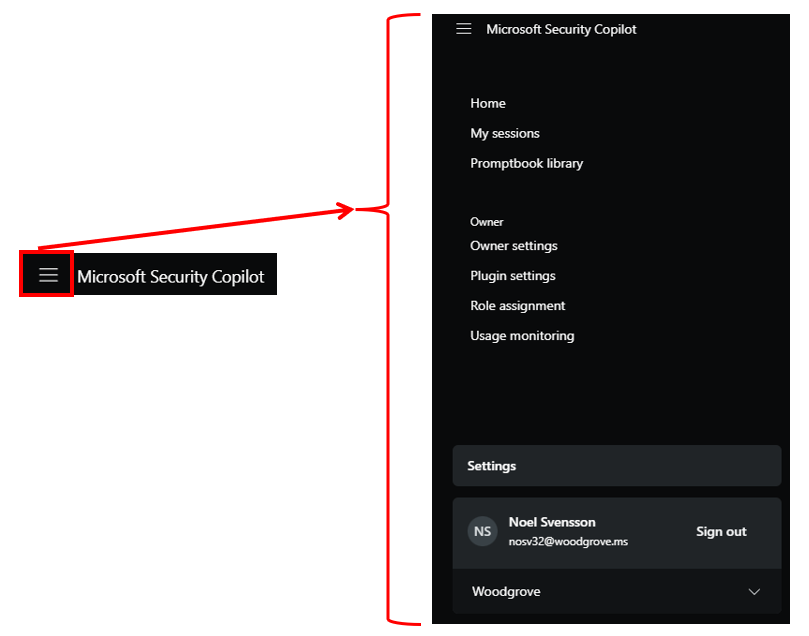 Microsoft Security Copilot
Microsoft Security Copilot
Home
My sessions
Promptbook library
Owner
Owner settings
Plugin settings
Role assignment
Usage monitoring
Settings
NS
Noel Svensson
nosv32@woodgrove.ms
Sign out
Woodgrove